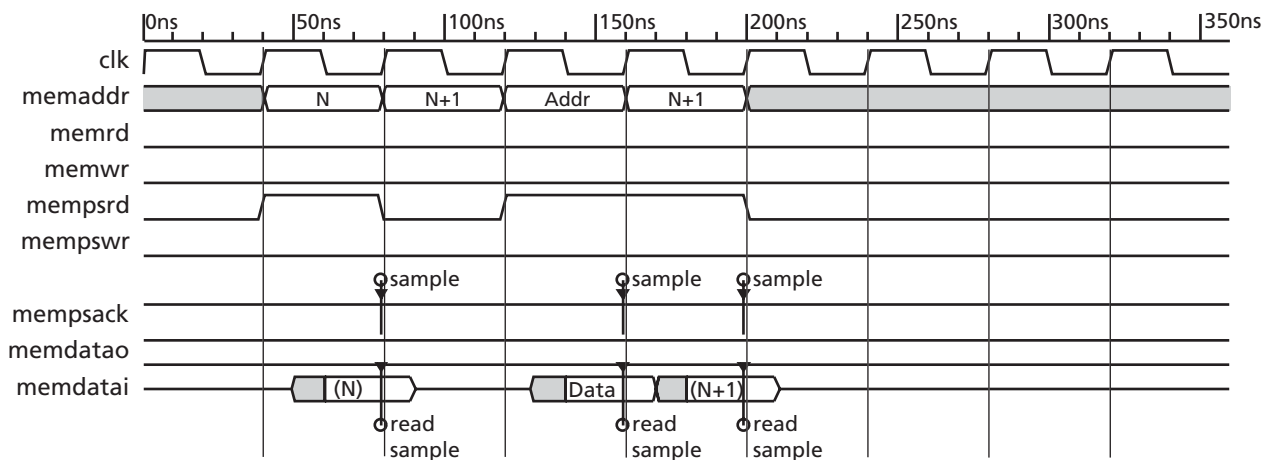 0ns 50ns 100ns 150ns 200ns 250ns 300ns 350ns
clk
memaddr N N+1 Addr N+1
memrd
memwr
mempsrd
mempswr
sample sample sample
mempsack
memdatao
memdatai (N) Data (N+1)
read read read
sample sample sample